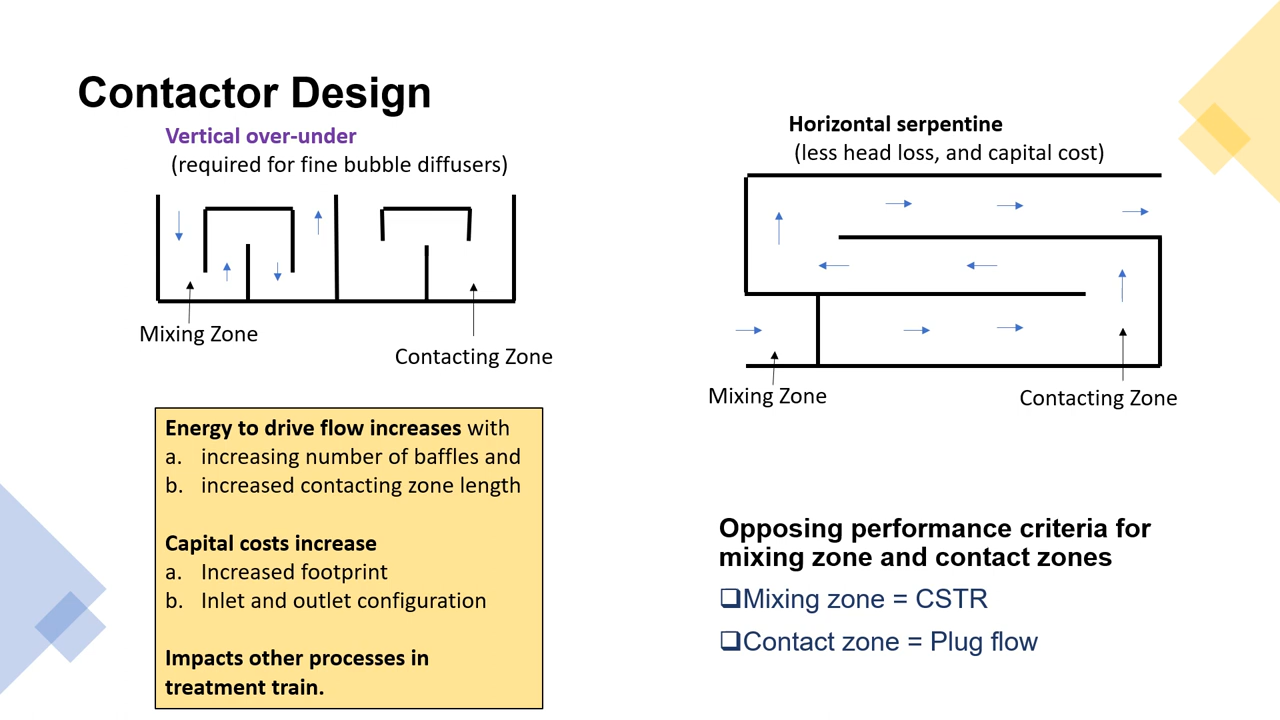 Contactor Design
Vertical over-under
(required for fine bubble diffusers)
Mixing Zone
Contacting Zone
Energy to drive flow increases with
a. increasing number of baffles and
b. increased contacting zone length
Capital costs increase
a. Increased footprint
b. Inlet and outlet configuration
Impacts other processes in
treatment train.
Horizontal serpentine
(less head loss, and capital cost)
Mixing Zone
Contacting Zone
Opposing performance criteria for
mixing zone and contact zones
❑Mixing zone = CSTR
❑Contact zone = Plug flow